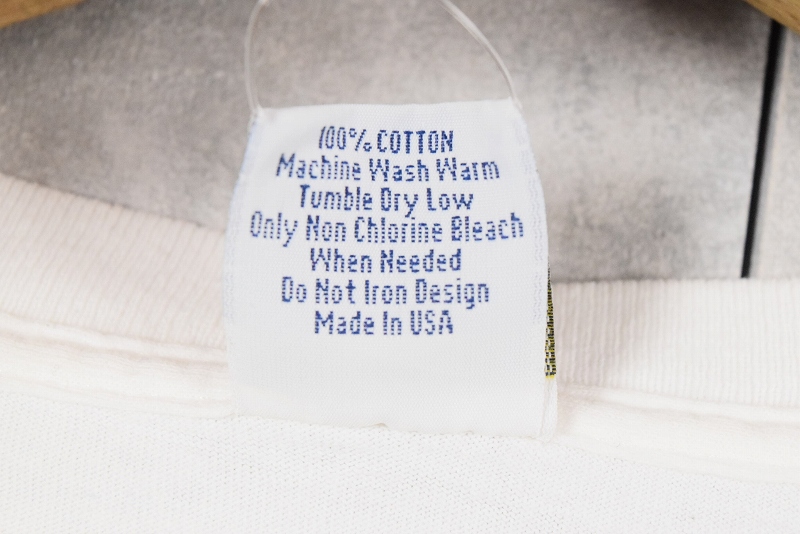 100% COTTON
Machine Wash Warm
Tumble Dry Low
Only Non Chlorine Bleach
When Needed
Do Not Iron Design
Made In USA